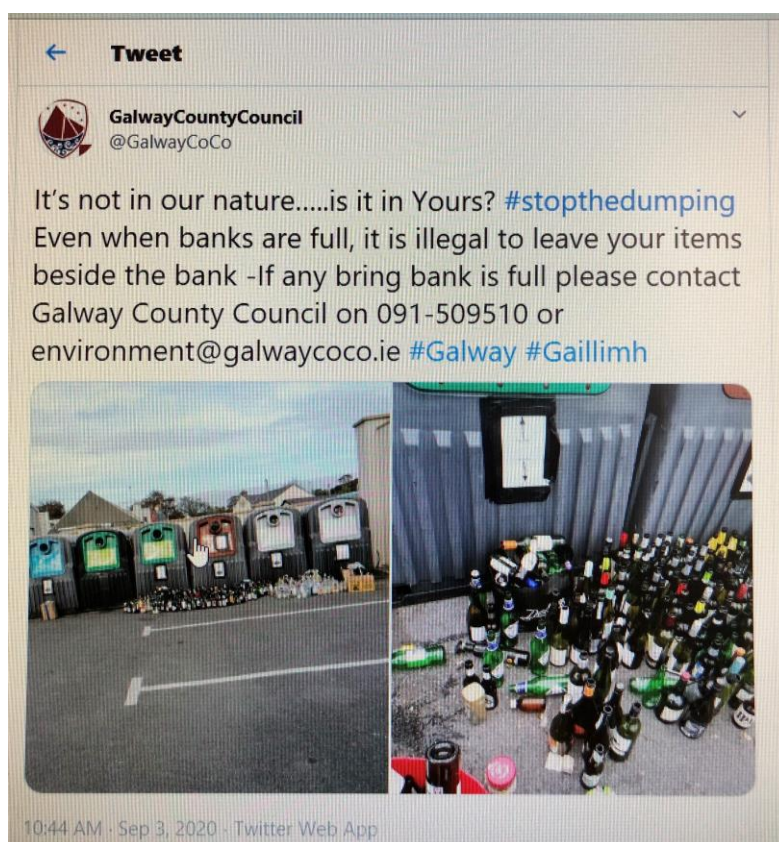 Tweet
GalwayCountyCouncil
@GalwayCoCo
It's not in our nature.....is it in Yours? #stopthedumping
Even when banks are full, it is illegal to leave your items
beside the bank -If any bring bank is full please contact
Galway County Council on 091-509510 or
environment@galwaycoco.ie #Galway #Gaillimh
10:44 AM · Sep 3, 2020 · Twitter Web App